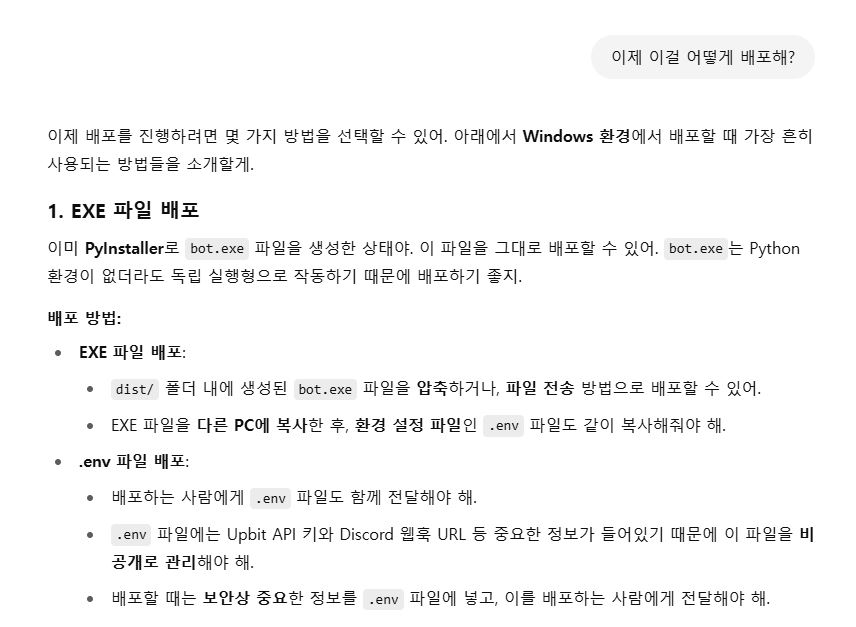 이제 이걸 어떻게 배포해?
이제 배포를 진행하려면 몇 가지 방법을 선택할 수 있어. 아래에서 Windows 환경에서 배포할 때 가장 흔히
사용되는 방법들을 소개할게.
1. EXE 파일 배포
이미 PyInstaller로 bot.exe 파일을 생성한 상태야. 이 파일을 그대로 배포할 수 있어. bot.exe는 Python
환경이 없더라도 독립 실행형으로 작동하기 때문에 배포하기 좋지.
배포 방법:
• EXE 파일 배포:
• dist/ 폴더 내에 생성된 bot.exe 파일을 압축하거나, 파일 전송 방법으로 배포할 수 있어.
• EXE 파일을 다른 PC에 복사한 후, 환경 설정 파일인 .env 파일도 같이 복사해줘야 해.
• .env 파일 배포:
• 배포하는 사람에게 .env 파일도 함께 전달해야 해.
• .env 파일에는 Upbit API 키와 Discord 웹훅 URL 등 중요한 정보가 들어있기 때문에 이 파일을 비
공개로 관리해야 해.
• 배포할 때는 보안상 중요한 정보를 .env 파일에 넣고, 이를 배포하는 사람에게 전달해야 해.